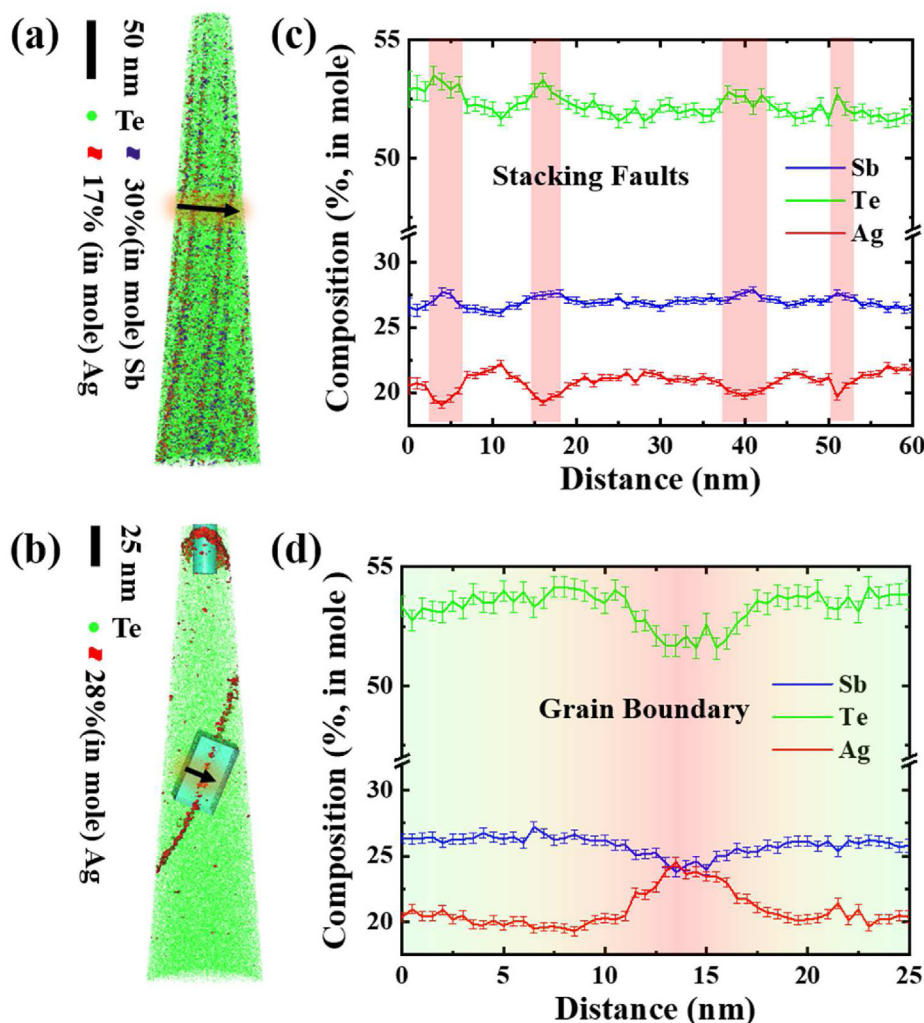 (a)
50 nm
Te
30%(in mole) Sb
17% (in mole) Ag
(c)
55
50
30
25
20
Composition (%, in mole)
Stacking Faults
Sb
Te
Ag
0 10 20 30 40 50 60
Distance (nm)
(b)
25 nm
Te
28%(in mole) Ag
(d)
55
50
30
25
20
Composition (%, in mole )
Grain Boundary
Sb
Te
Ag
0 5 10 15 20 25
Distance (nm)